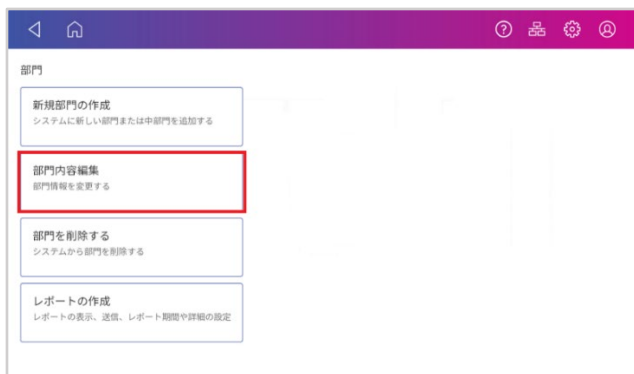 部門
新規部門の作成
システムに新しい部門または中部門を追加する
部門内容編集
部門情報を変更する
部門を削除する
システムから部門を削除する
レポートの作成
レポートの表示、送信、レポート期間や詳細の設定